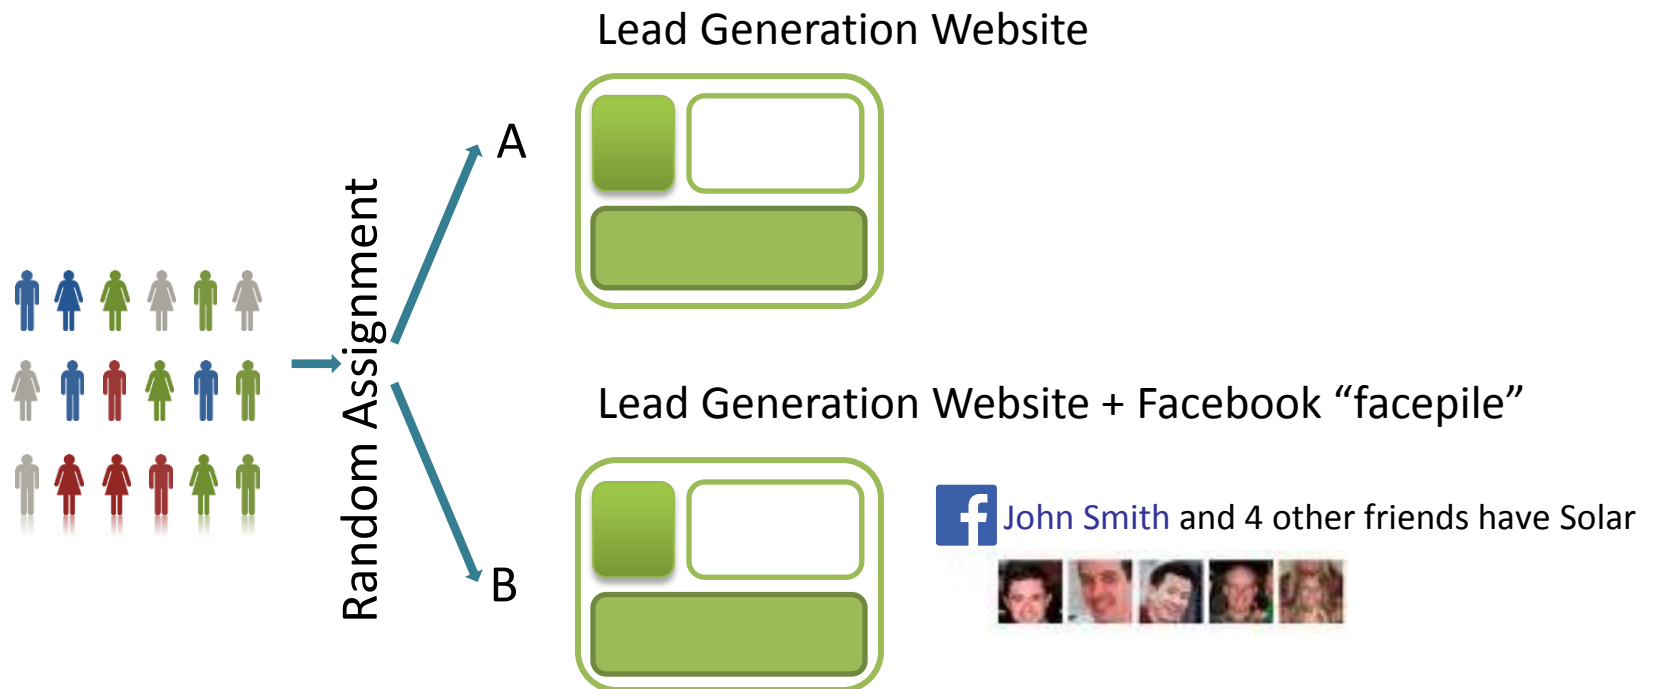 Lead Generation Website
A
Random Assignment
Lead Generation Website + Facebook “facepile”
B
f John Smith and 4 other friends have Solar